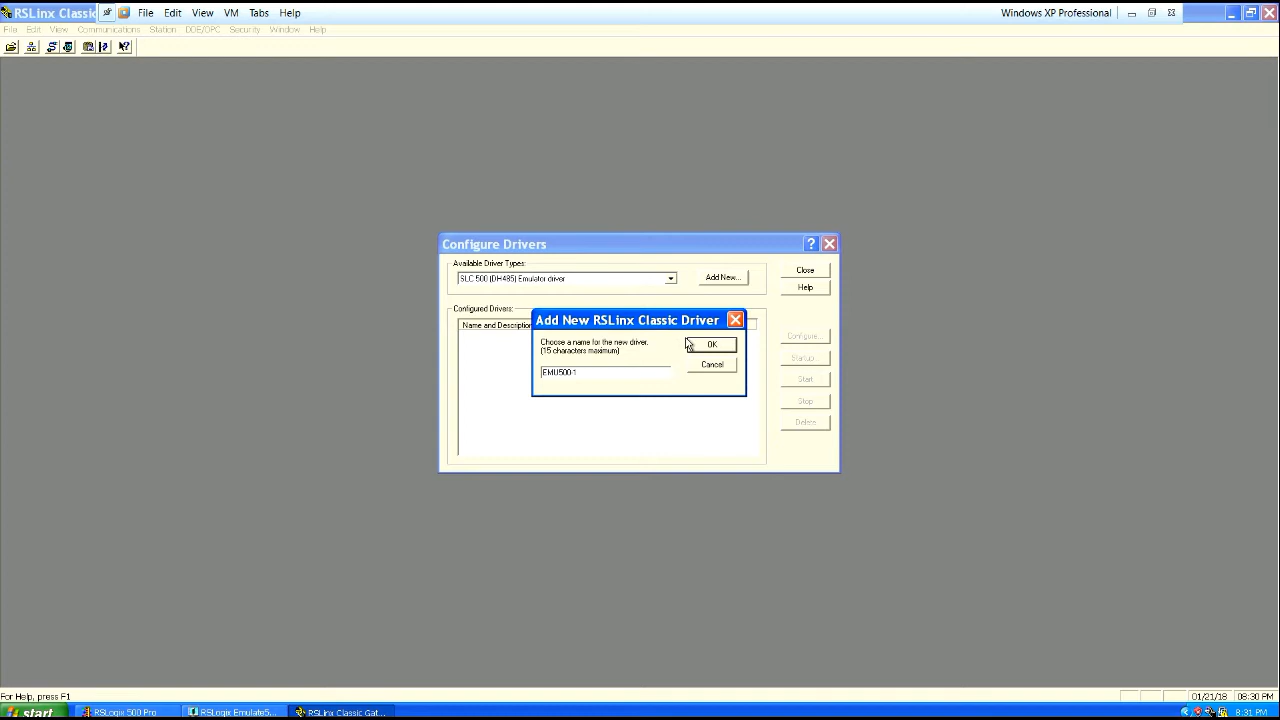 RSLinx Classic
File Edit View VM Tabs Help
Windows XP Professional
File Edit View Communications Station DDE/OPC Security Window Help
Configure Drivers
Available Driver Types:
SLC 500 (DH485) Emulator driver
Add New...
Close
Help
Configured Drivers:
Name and Description
Add New RSLinx Classic Driver
Choose a name for the new driver.
(15 characters maximum)
EMU500-1
OK
Cancel
Configure...
Startup...
Start
Stop
Delete
For Help, press F1
01/21/18 08:30 PM
start
RSLogix 500 Pro
RSLogix Emulate5...
RSLinx Classic Gat...
8:31 PM